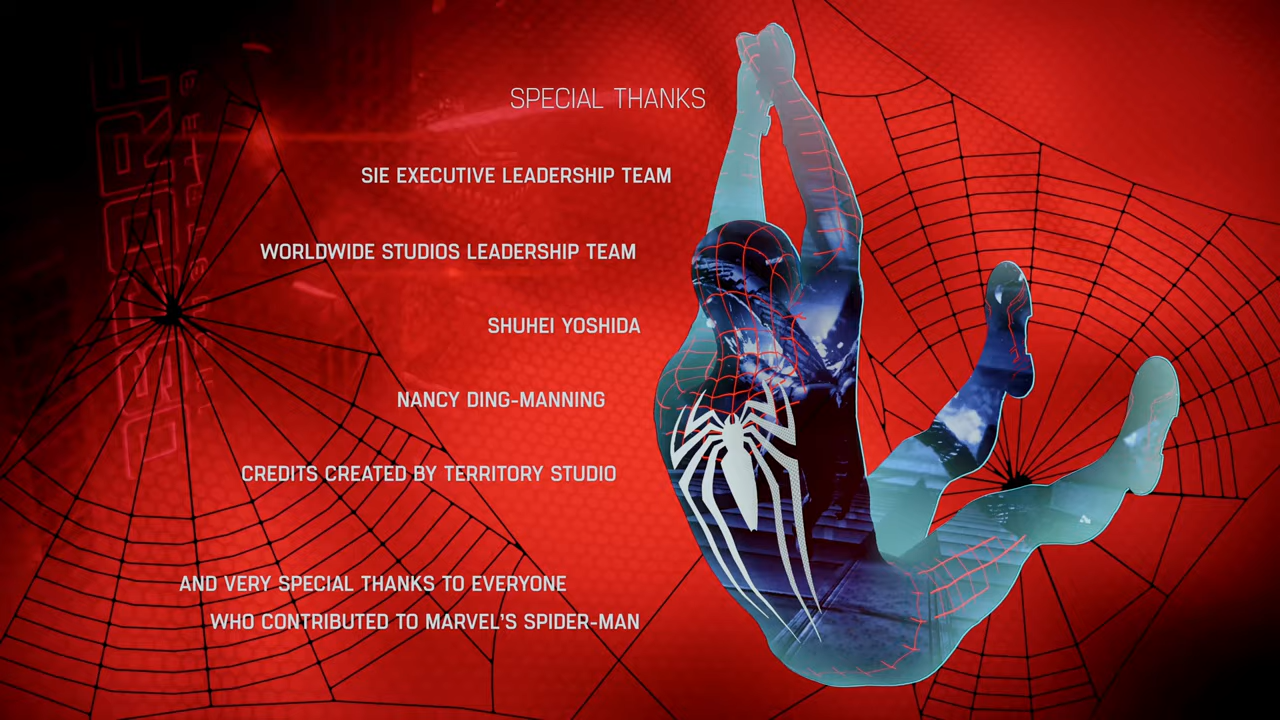 SPECIAL THANKS
SIE EXECUTIVE LEADERSHIP TEAM
WORLDWIDE STUDIOS LEADERSHIP TEAM
SHUHEI YOSHIDA
NANCY DING-MANNING
CREDITS CREATED BY TERRITORY STUDIO
AND VERY SPECIAL THANKS TO EVERYONE
WHO CONTRIBUTED TO MARVEL'S SPIDER-MAN